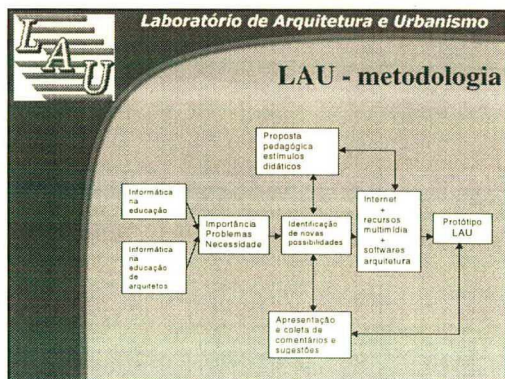 Laboratório de Arquitetura e Urbanismo
LAU
LAU - metodologia
Proposta
pedagógica
estímulos
didáticos
Informática
na
educação
Informática
na
educação
de
arquitetos
Importância
Problemas
Necessidade
Identificação
de novas
possibilidades
Internet
+
recursos
multimídia
+
softwares
arquitetura
Protótipo
LAU
Apresentação
e coleta de
comentários e
sugestões